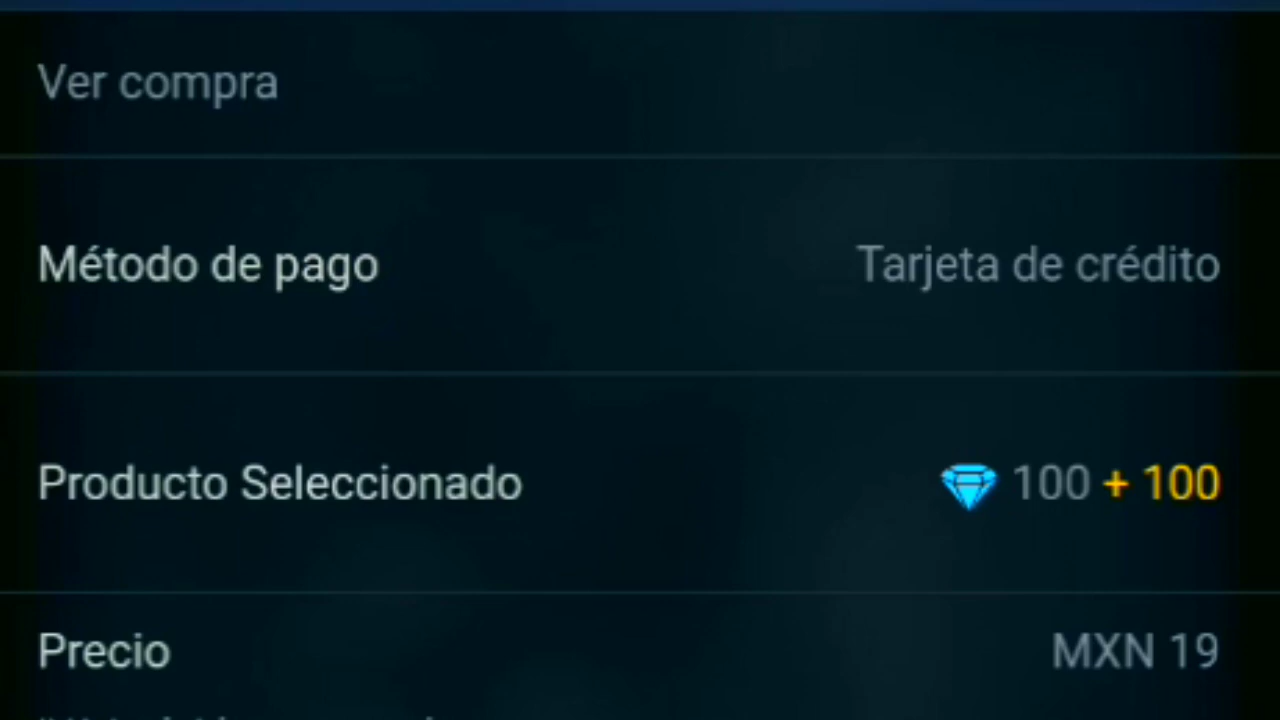 Ver compra
Método de pago Tarjeta de crédito
Producto Seleccionado 100 + 100
Precio MXN 19